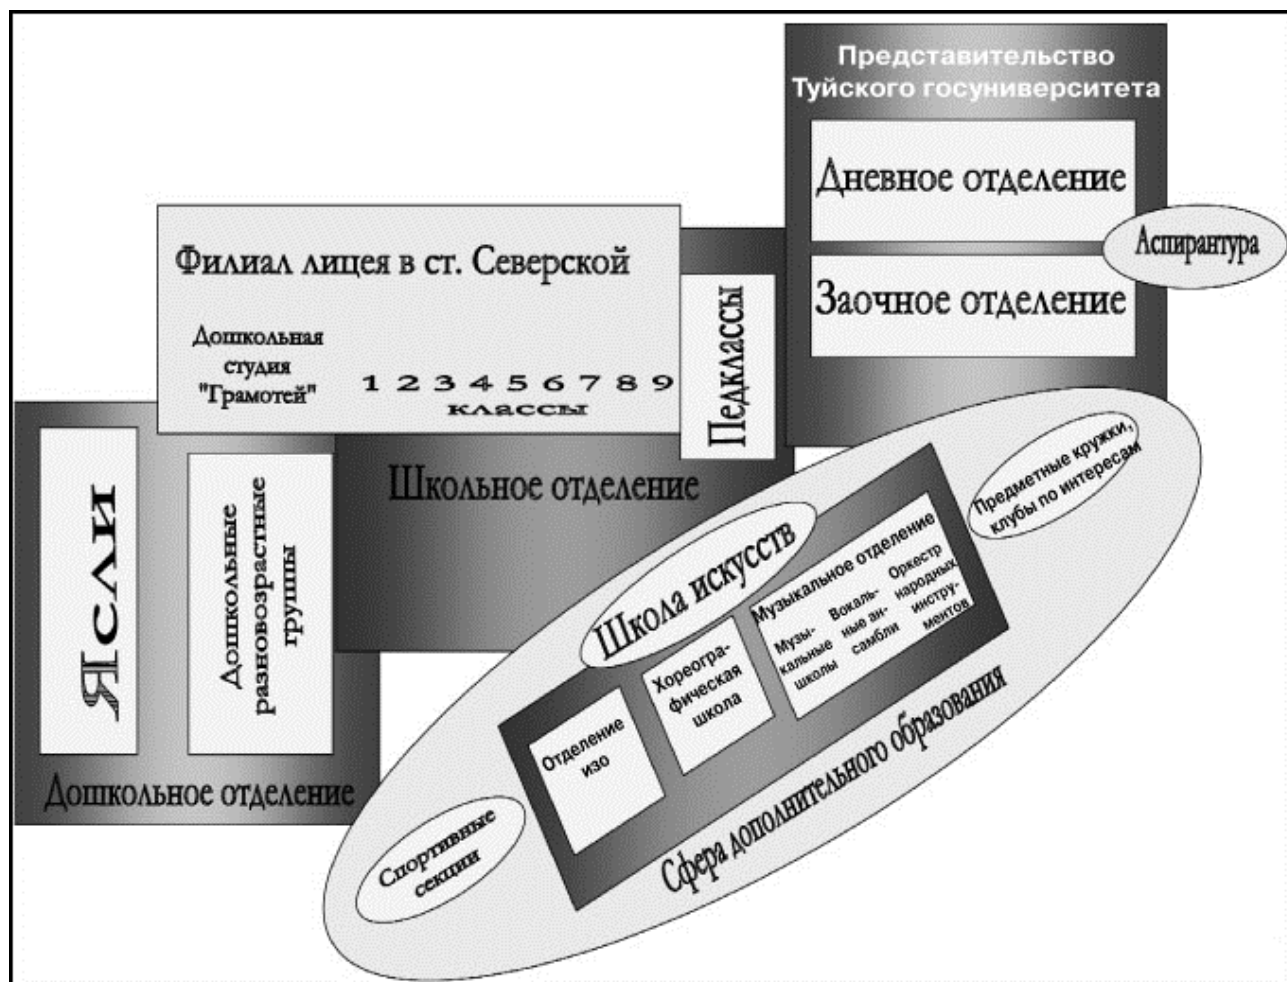 Представительство
Туйского госуниверситета
Дневное отделение
Заочное отделение
Аспирантура
Филиал лицея в ст. Северской
Дошкольная
студия
"Грамотей"
1 2 3 4 5 6 7 8 9
классы
Педклассы
Школьное отделение
Ясли
Дошкольные
разновозрастные
группы
Дошкольное отделение
Предметные кружки,
клубы по интересам
Школа искусств
Музыкальное отделение
Музы-
кальные
школы
Вокаль-
ные ан-
самбли
Оркестр
народных
инстру-
ментов
Хореогра-
фическая
школа
Отделение
изо
Спортивные
секции
Сфера дополнительного образования